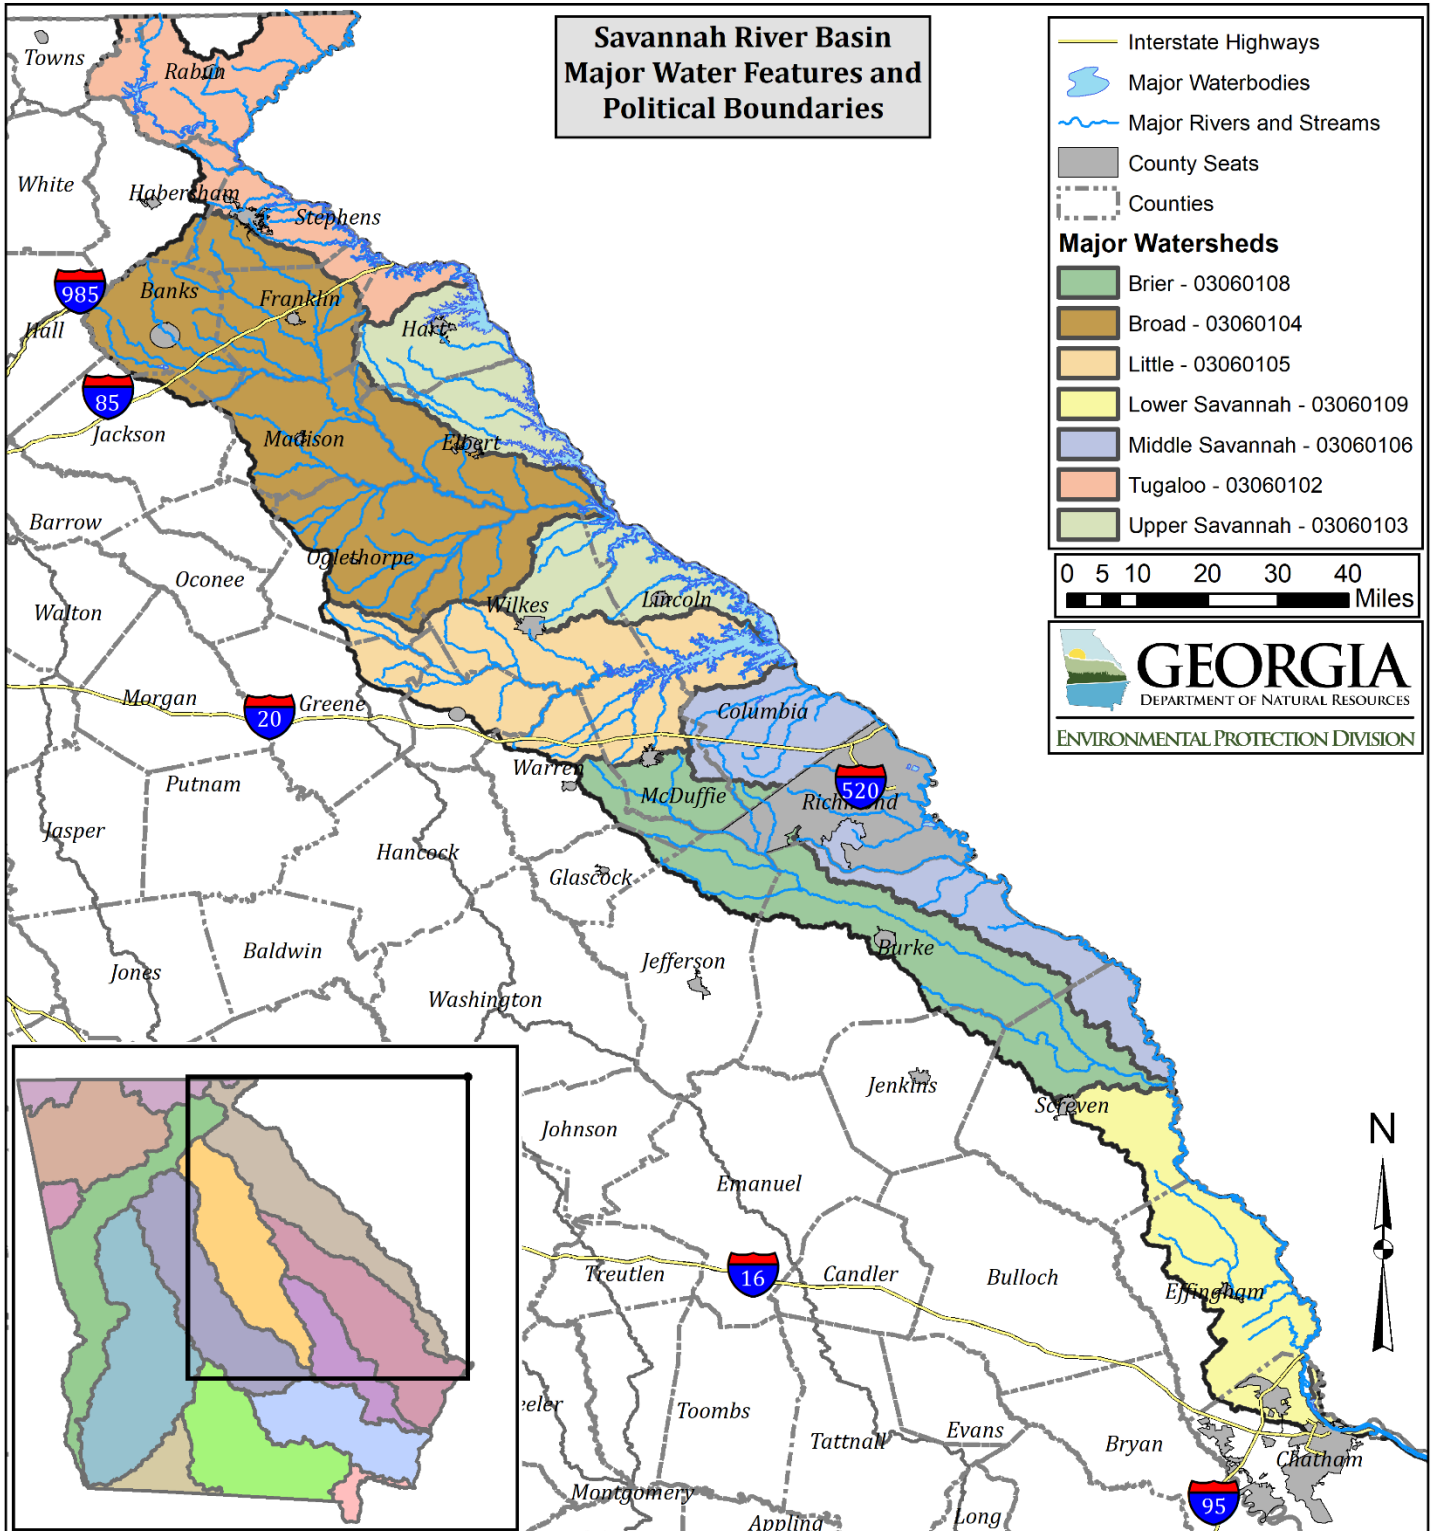 Savannah River Basin
Major Water Features and
Political Boundaries
Interstate Highways
Major Waterbodies
Major Rivers and Streams
County Seats
Counties
Major Watersheds
Brier - 03060108
Broad - 03060104
Little - 03060105
Lower Savannah - 03060109
Middle Savannah - 03060106
Tugaloo - 03060102
Upper Savannah - 03060103
0 5 10 20 30 40
Miles
GEORGIA
DEPARTMENT OF NATURAL RESOURCES
ENVIRONMENTAL PROTECTION DIVISION
Towns
Rabun
White
Habersham
Stephens
985
Banks
Franklin
Hall
Hart
85
Jackson
Madison
Elbert
Barrow
Oglethorpe
Oconee
Walton
Wilkes
Lincoln
Morgan
20
Greene
Columbia
Warren
Putnam
McDuffie
520
Richmond
Jasper
Hancock
Glascock
Baldwin
Burke
Jones
Jefferson
Washington
Jenkins
Screven
Johnson
N
Emanuel
Treutlen
16
Candler
Bulloch
Effingham
eeler
Toombs
Tattnall
Evans
Bryan
Chatham
Montgomery
95
Appling
Long